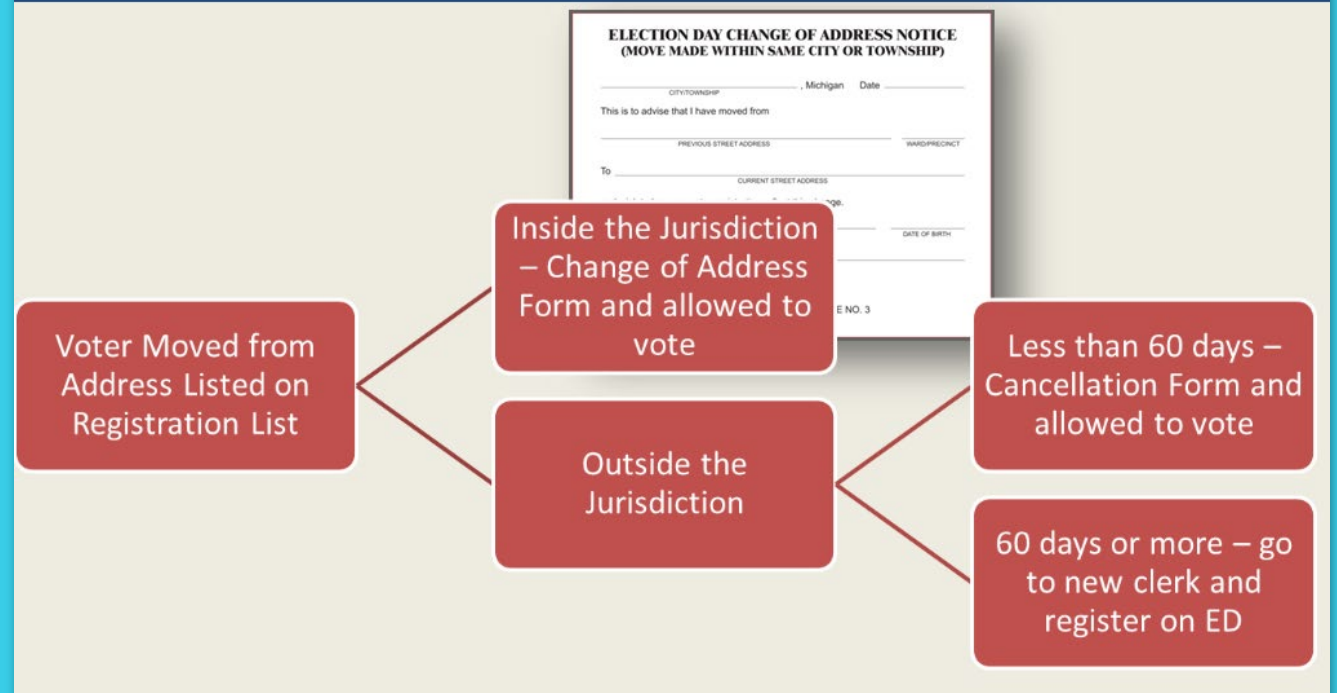 ELECTION DAY CHANGE OF ADDRESS NOTICE
(MOVE MADE WITHIN SAME CITY OR TOWNSHIP)
, Michigan Date
CITY/TOWNSHIP
This is to advise that I have moved from
PREVIOUS STREET ADDRESS WARD/PRECINCT
To
CURRENT STREET ADDRESS
DATE OF BIRTH
NO. 3
Voter Moved from
Address Listed on
Registration List
Inside the Jurisdiction
– Change of Address
Form and allowed to
vote
Outside the
Jurisdiction
Less than 60 days –
Cancellation Form and
allowed to vote
60 days or more – go
to new clerk and
register on ED